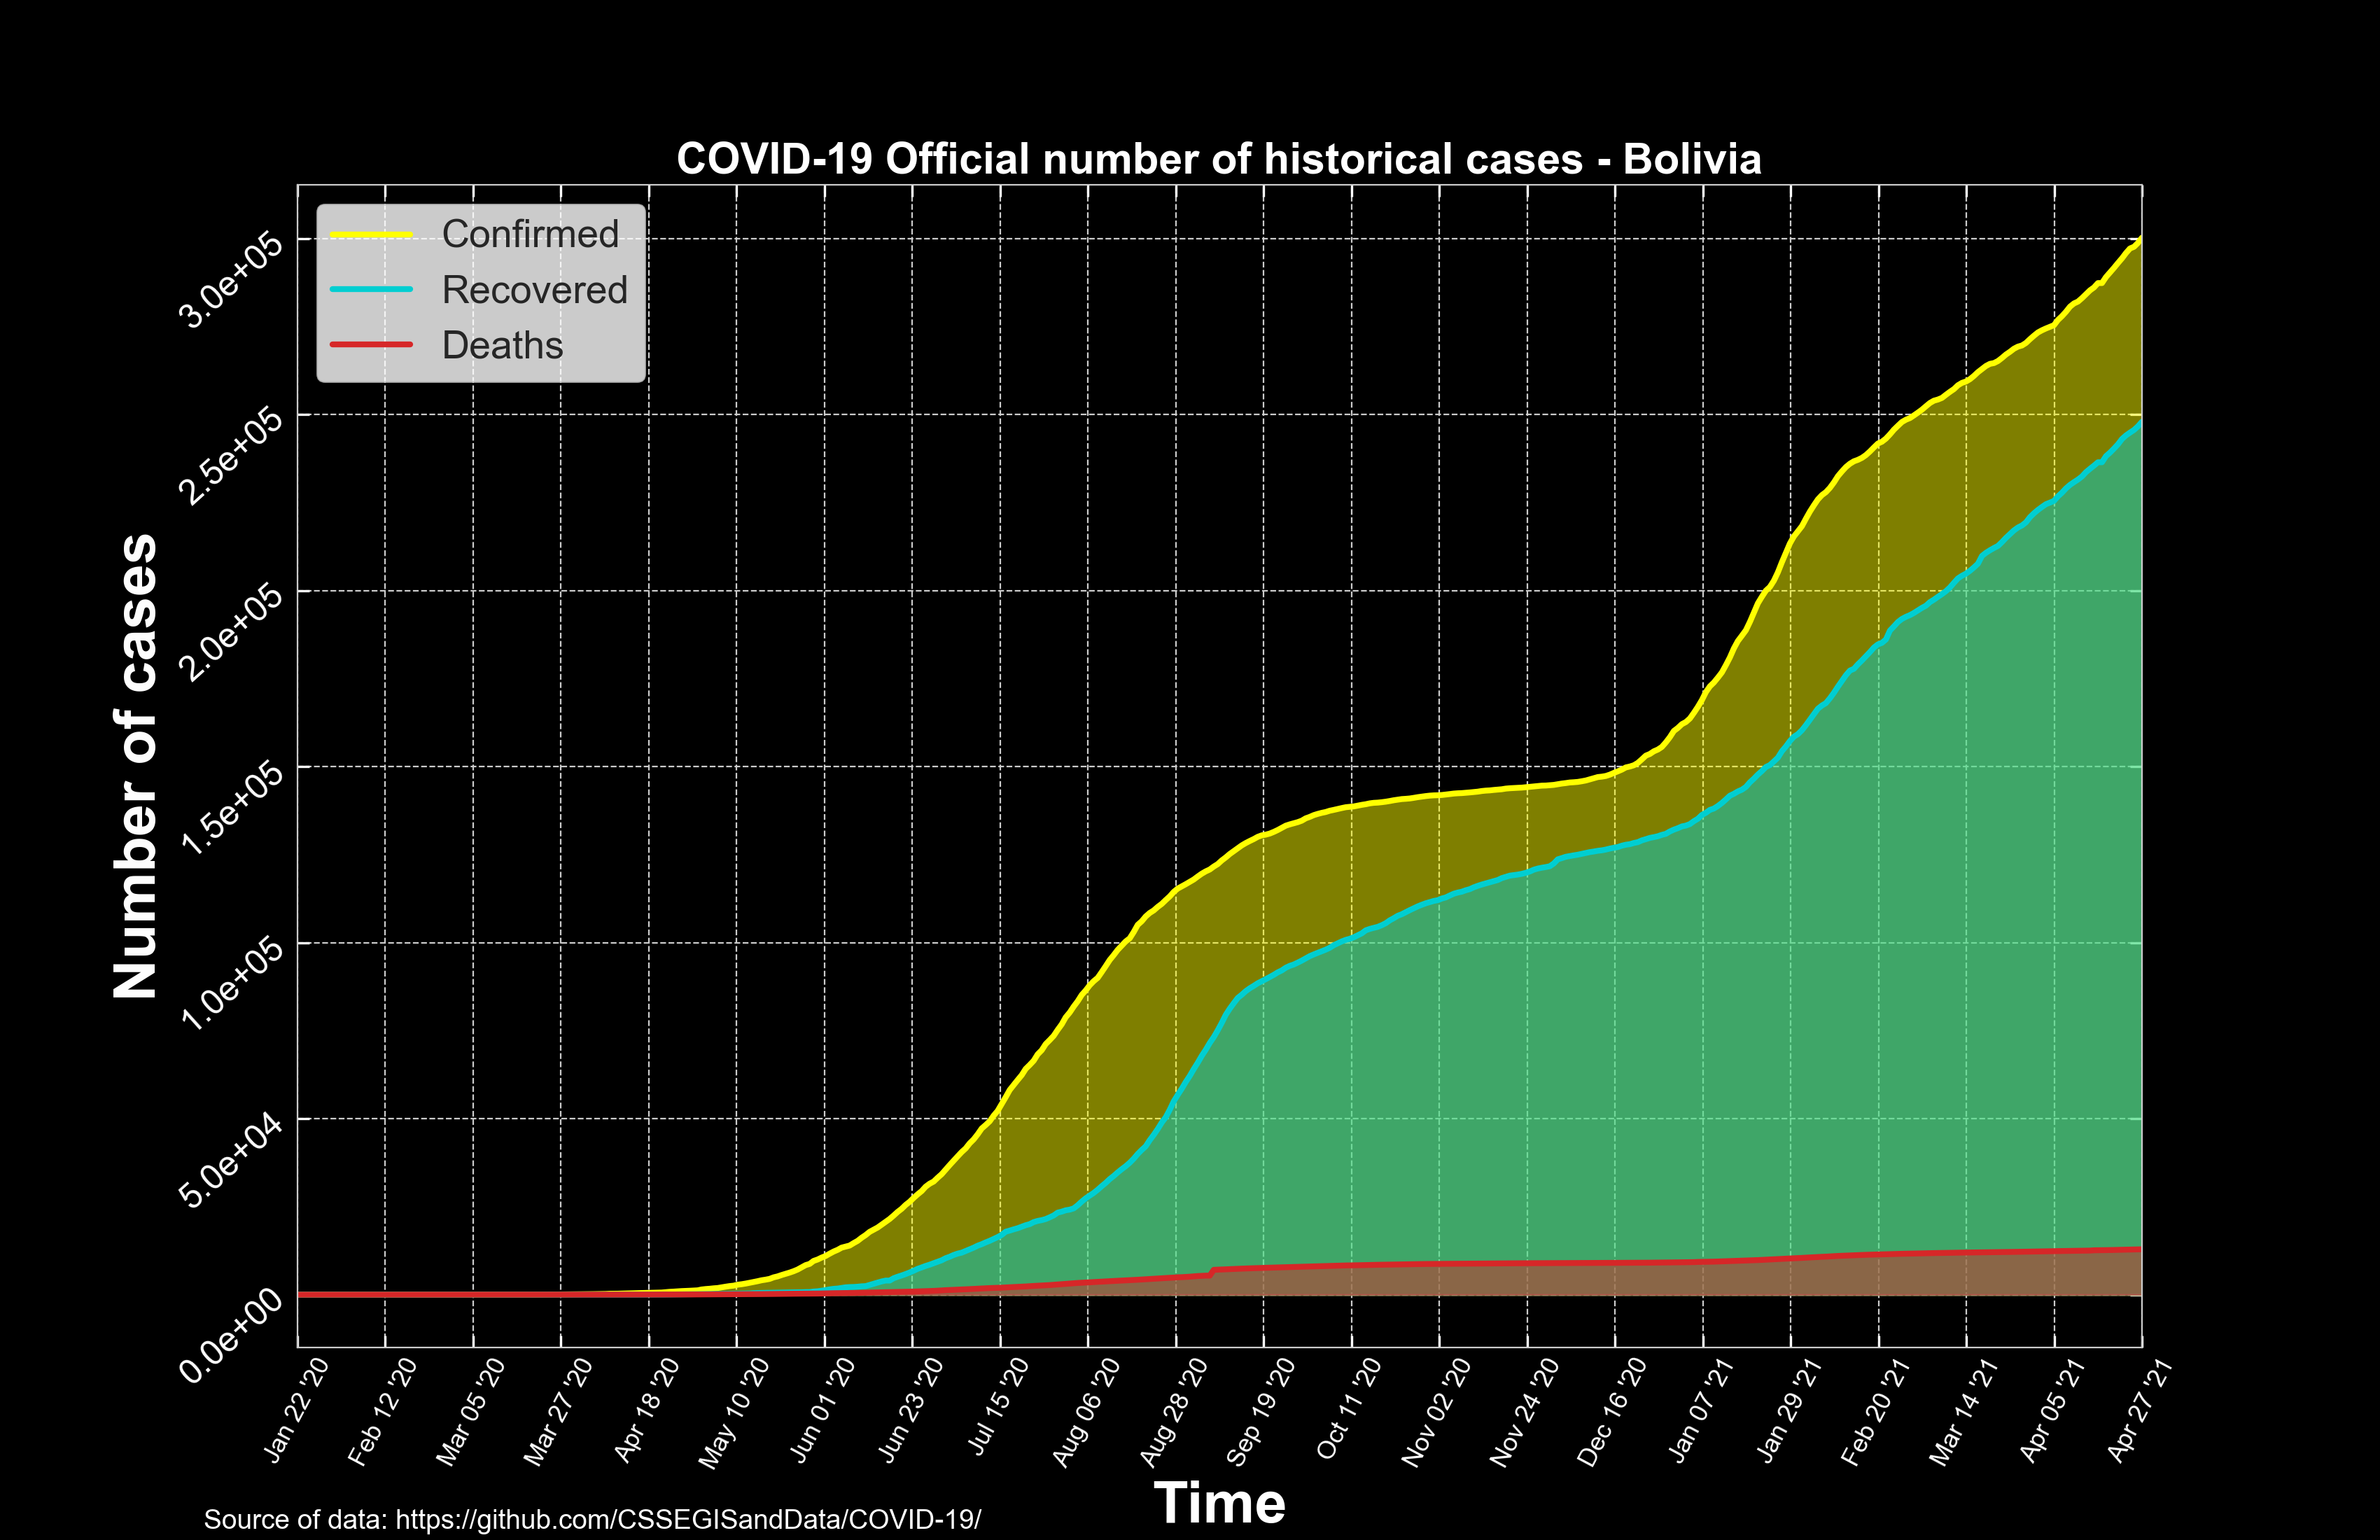 COVID-19 Official number of historical cases - Bolivia
Confirmed
Recovered
Deaths
Number of cases
3.0e+05
2.5e+05
2.0e+05
1.5e+05
1.0e+05
5.0e+04
0.0e+00
Jan 22 '20
Feb 12 '20
Mar 05 '20
Mar 27 '20
Apr 18 '20
May 10 '20
Jun 01 '20
Jun 23 '20
Jul 15 '20
Aug 06 '20
Aug 28 '20
Sep 19 '20
Oct 11 '20
Nov 02 '20
Nov 24 '20
Dec 16 '20
Jan 07 '21
Jan 29 '21
Feb 20 '21
Mar 14 '21
Apr 05 '21
Apr 27 '21
Time
Source of data: https://github.com/CSSEGISandData/COVID-19/